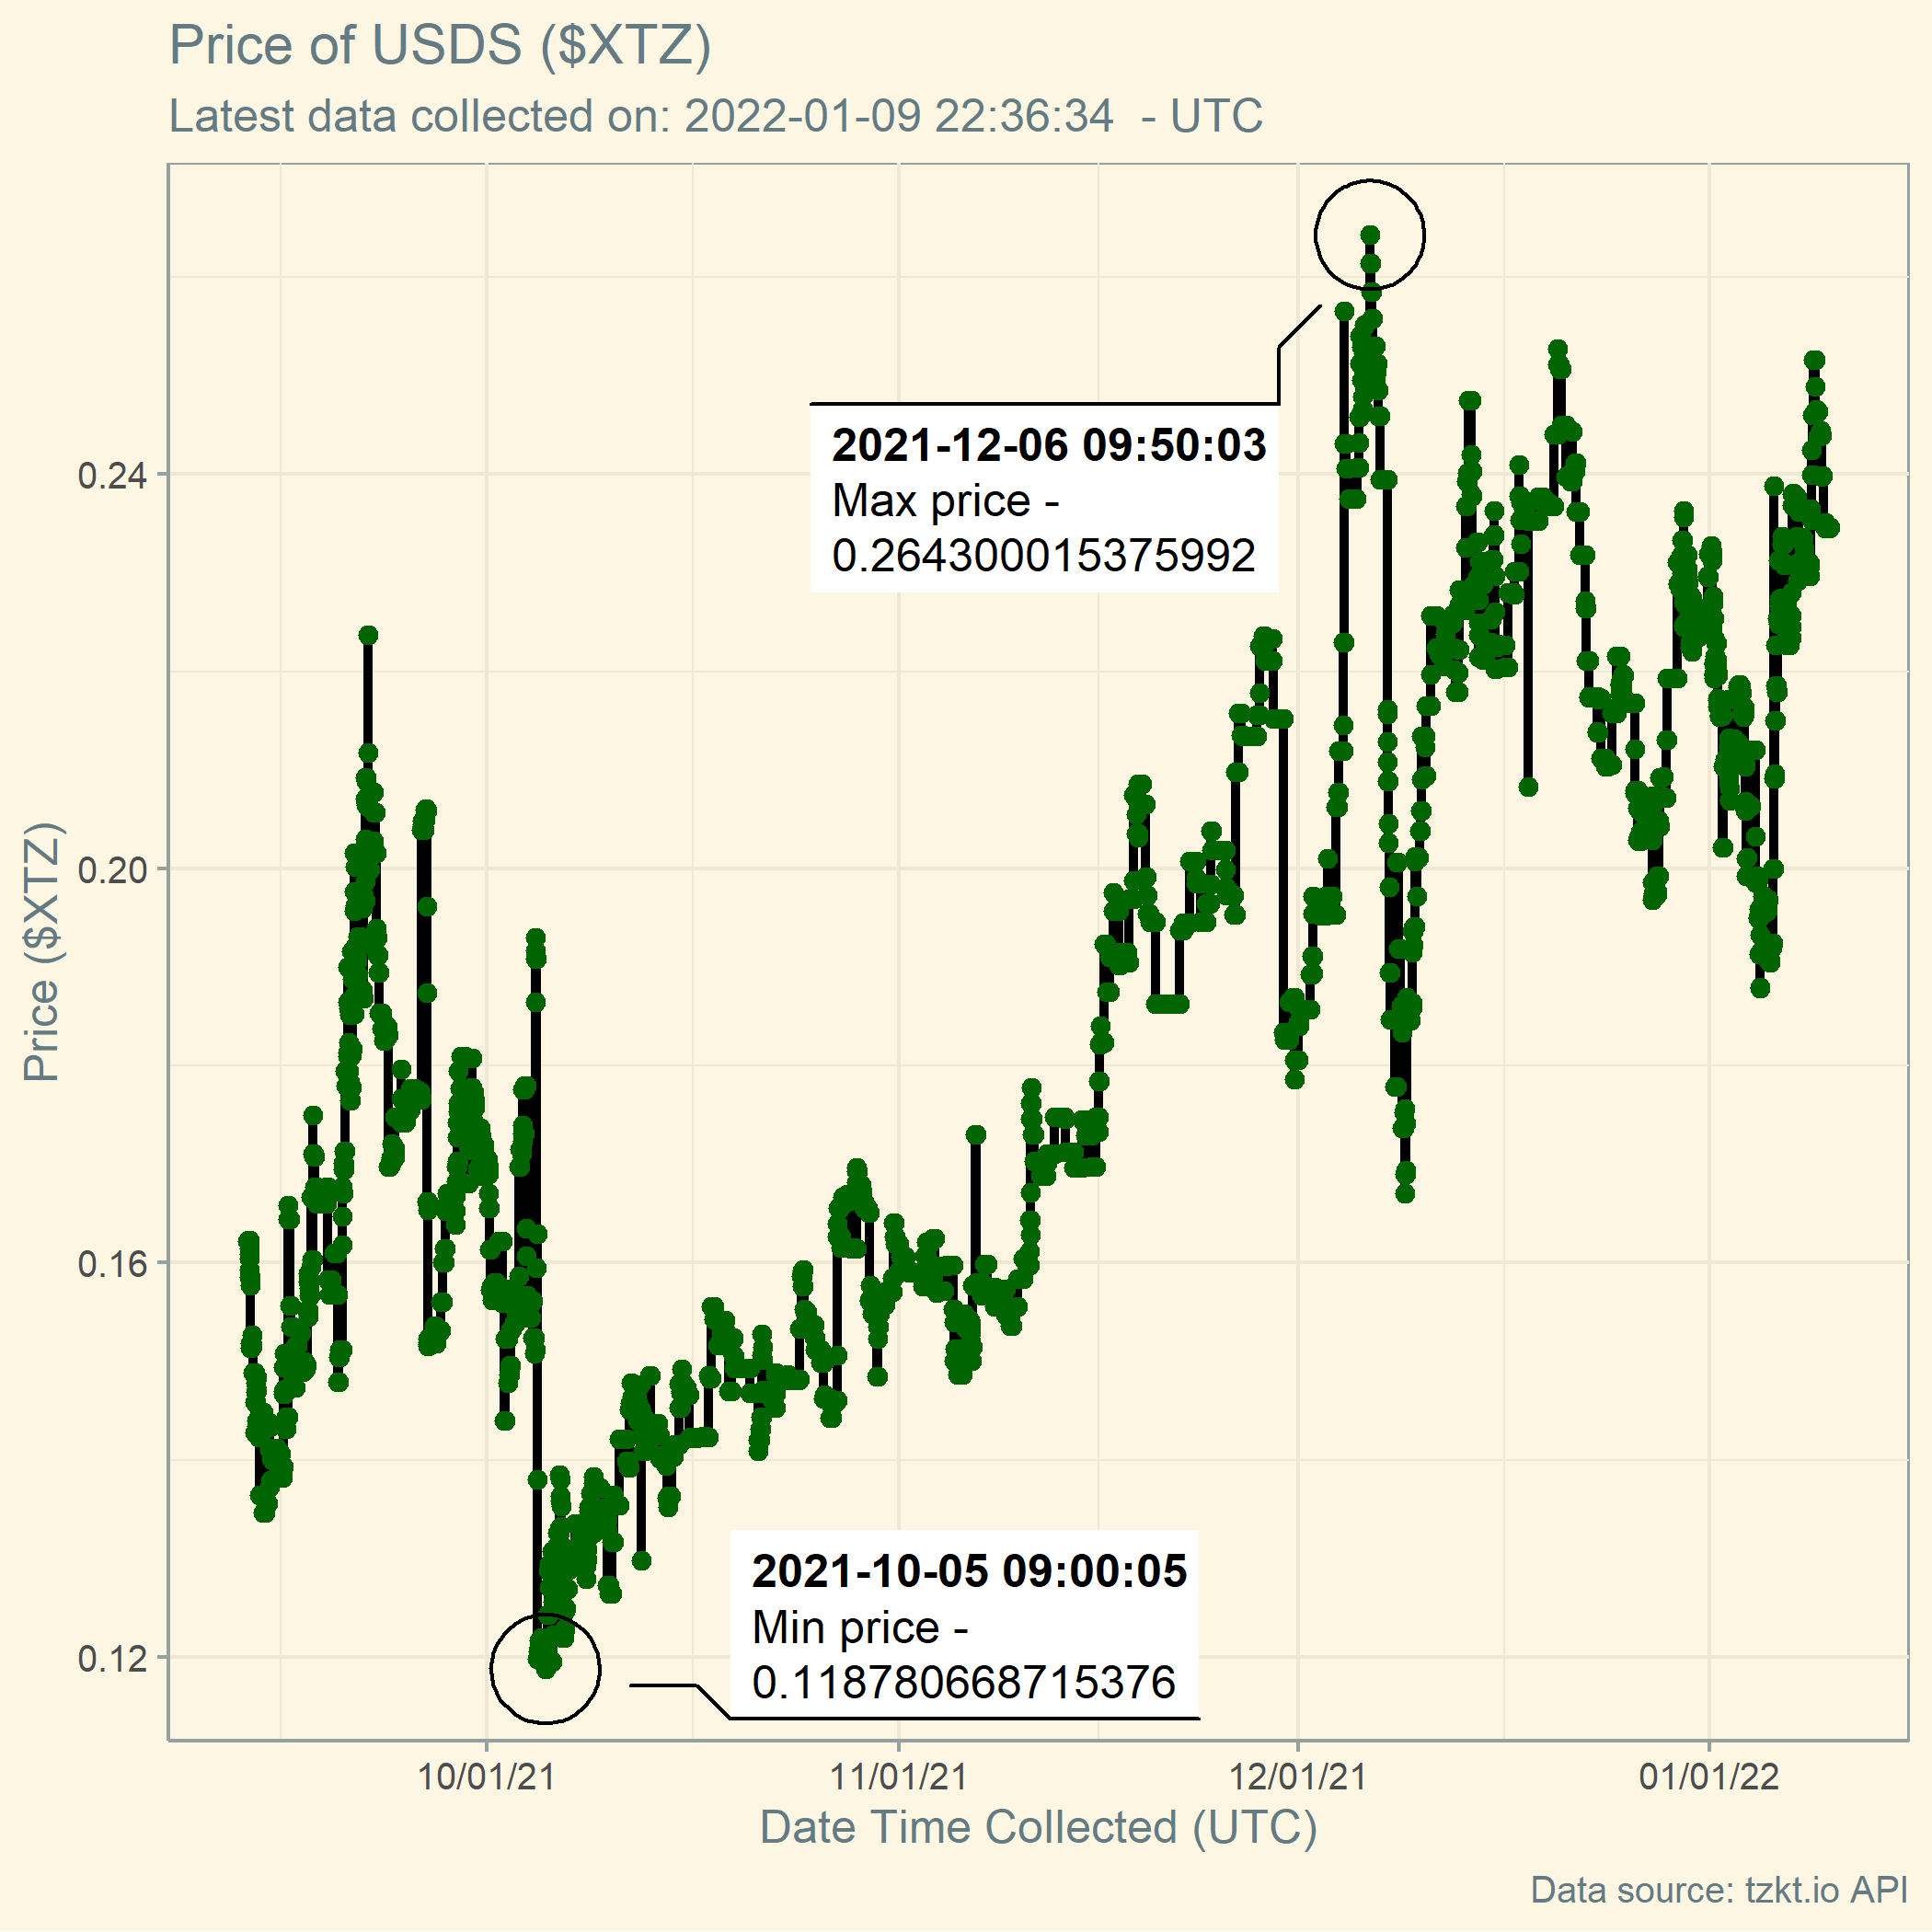 Price of USDS ($XTZ)
Latest data collected on: 2022-01-09 22:36:34  - UTC
2021-12-06 09:50:03
Max price -
0.264300015375992
0.24
0.20
0.16
0.12
Price ($XTZ)
2021-10-05 09:00:05
Min price -
0.118780668715376
10/01/21
11/01/21
12/01/21
01/01/22
Date Time Collected (UTC)
Data source: tzkt.io API